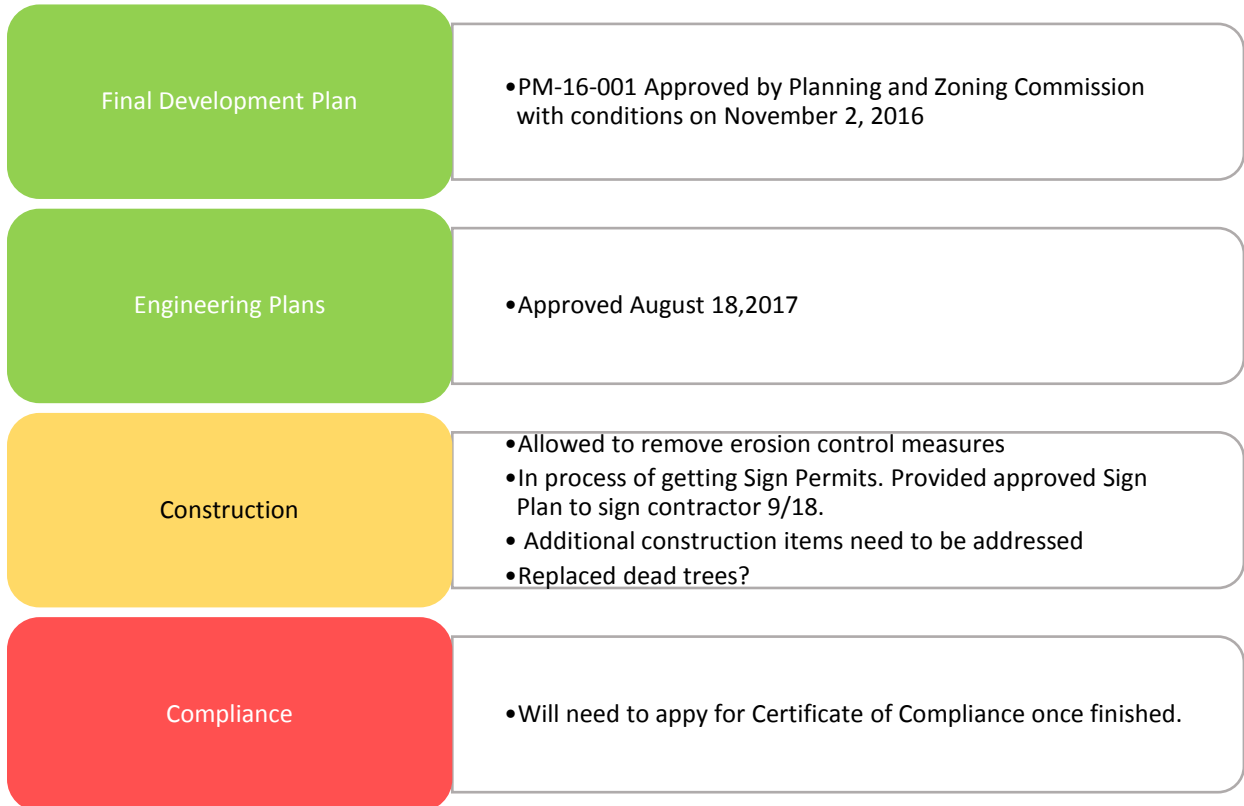 Final Development Plan
•PM-16-001 Approved by Planning and Zoning Commission
with conditions on November 2, 2016
Engineering Plans
•Approved August 18,2017
Construction
•Allowed to remove erosion control measures
•In process of getting Sign Permits. Provided approved Sign
Plan to sign contractor 9/18.
• Additional construction items need to be addressed
•Replaced dead trees?
Compliance
•Will need to appy for Certificate of Compliance once finished.